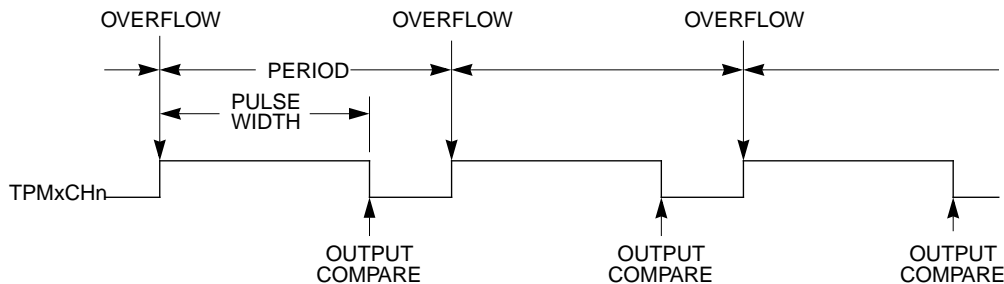 OVERFLOW OVERFLOW OVERFLOW
PERIOD
PULSE
WIDTH
TPMxCHn
OUTPUT OUTPUT OUTPUT
COMPARE COMPARE COMPARE